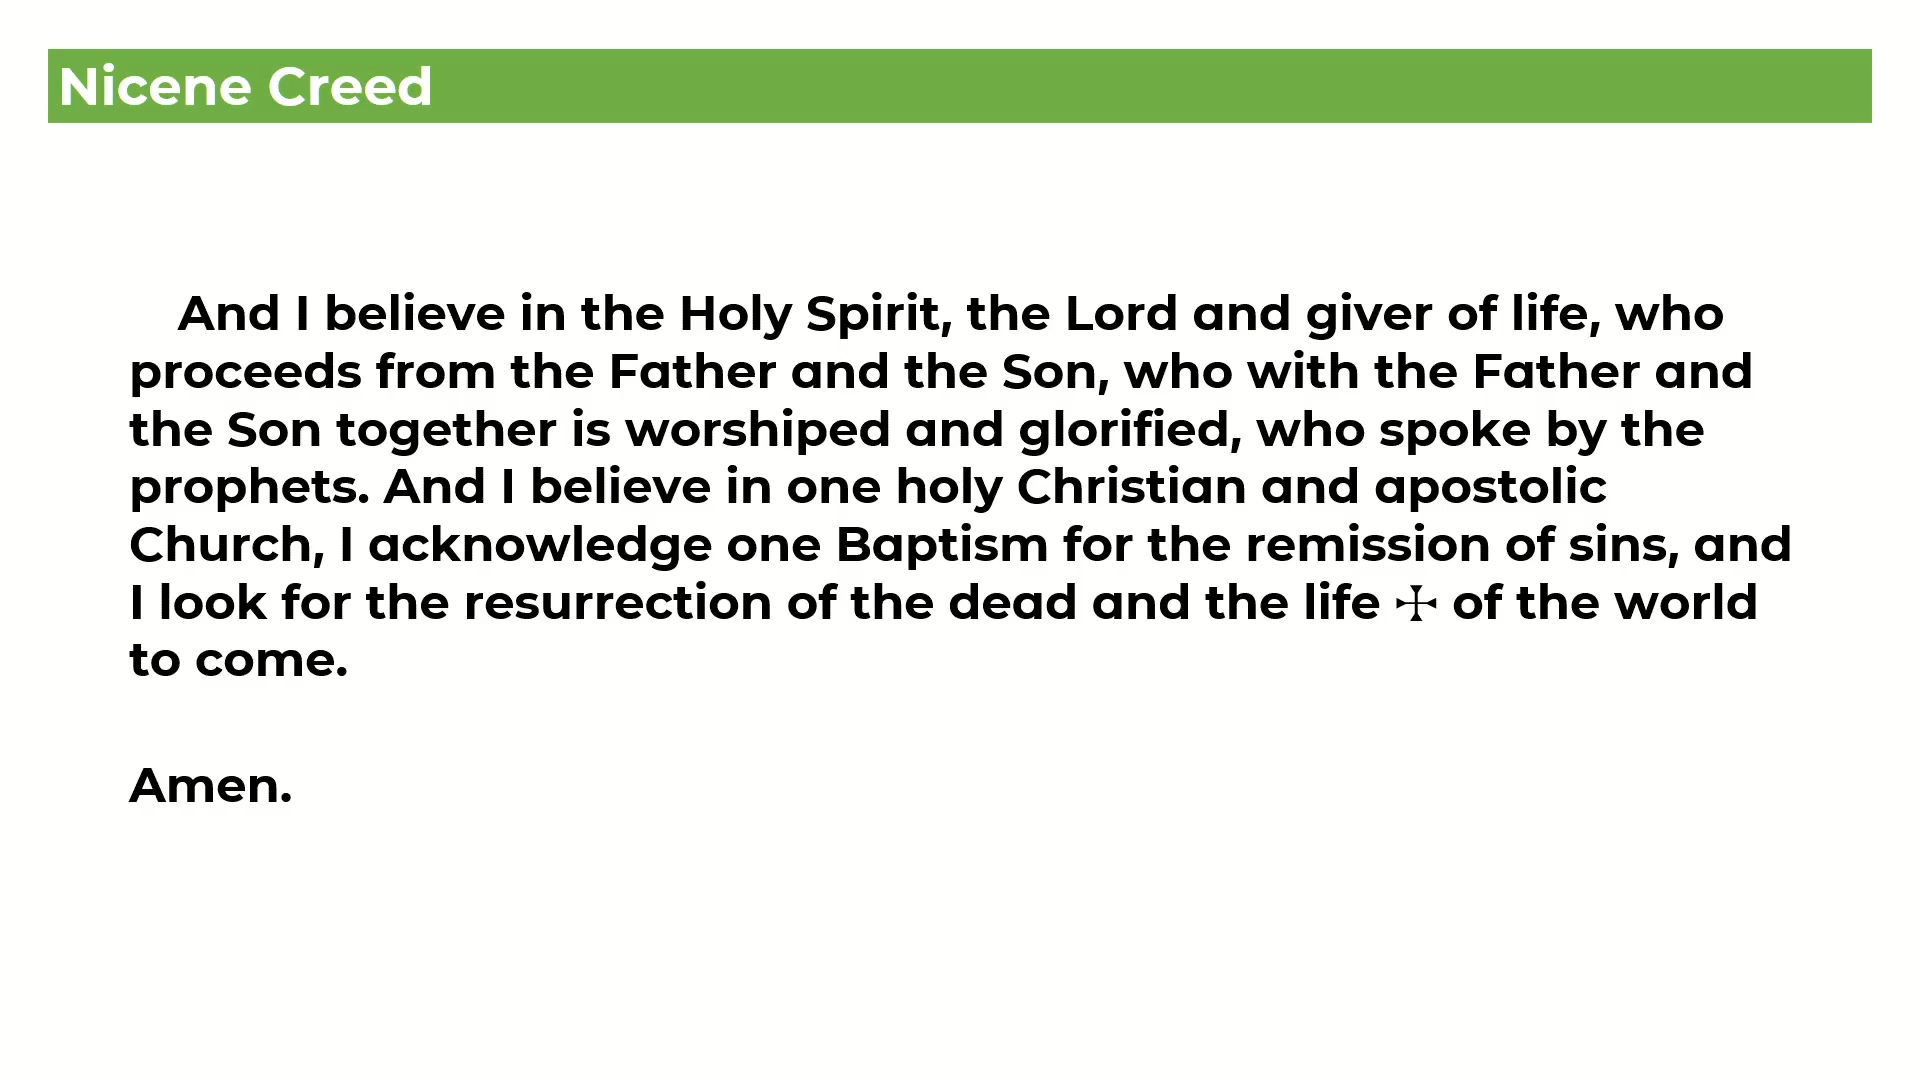 Nicene Creed
And I believe in the Holy Spirit, the Lord and giver of life, who
proceeds from the Father and the Son, who with the Father and
the Son together is worshiped and glorified, who spoke by the
prophets. And I believe in one holy Christian and apostolic
Church, I acknowledge one Baptism for the remission of sins, and
I look for the resurrection of the dead and the life ☩ of the world
to come.
Amen.